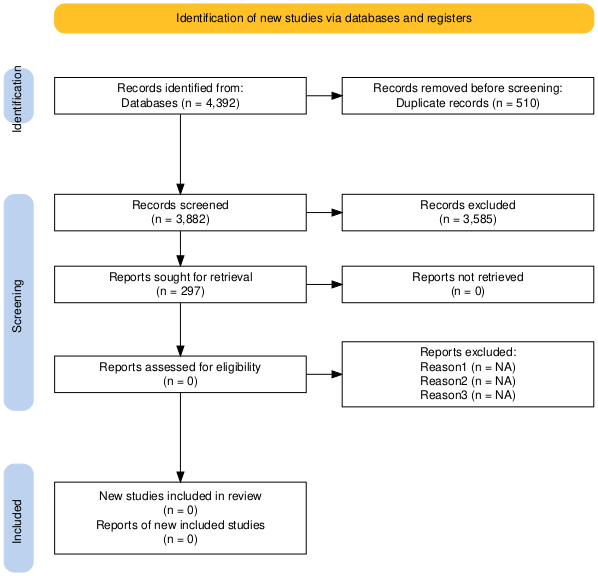 Identification of new studies via databases and registers
Identification
Records identified from:
Databases (n = 4,392)
Records removed before screening:
Duplicate records (n = 510)
Screening
Records screened
(n = 3,882)
Records excluded
(n = 3,585)
Reports sought for retrieval
(n = 297)
Reports not retrieved
(n = 0)
Reports assessed for eligibility
(n = 0)
Reports excluded:
Reason1 (n = NA)
Reason2 (n = NA)
Reason3 (n = NA)
Included
New studies included in review
(n = 0)
Reports of new included studies
(n = 0)